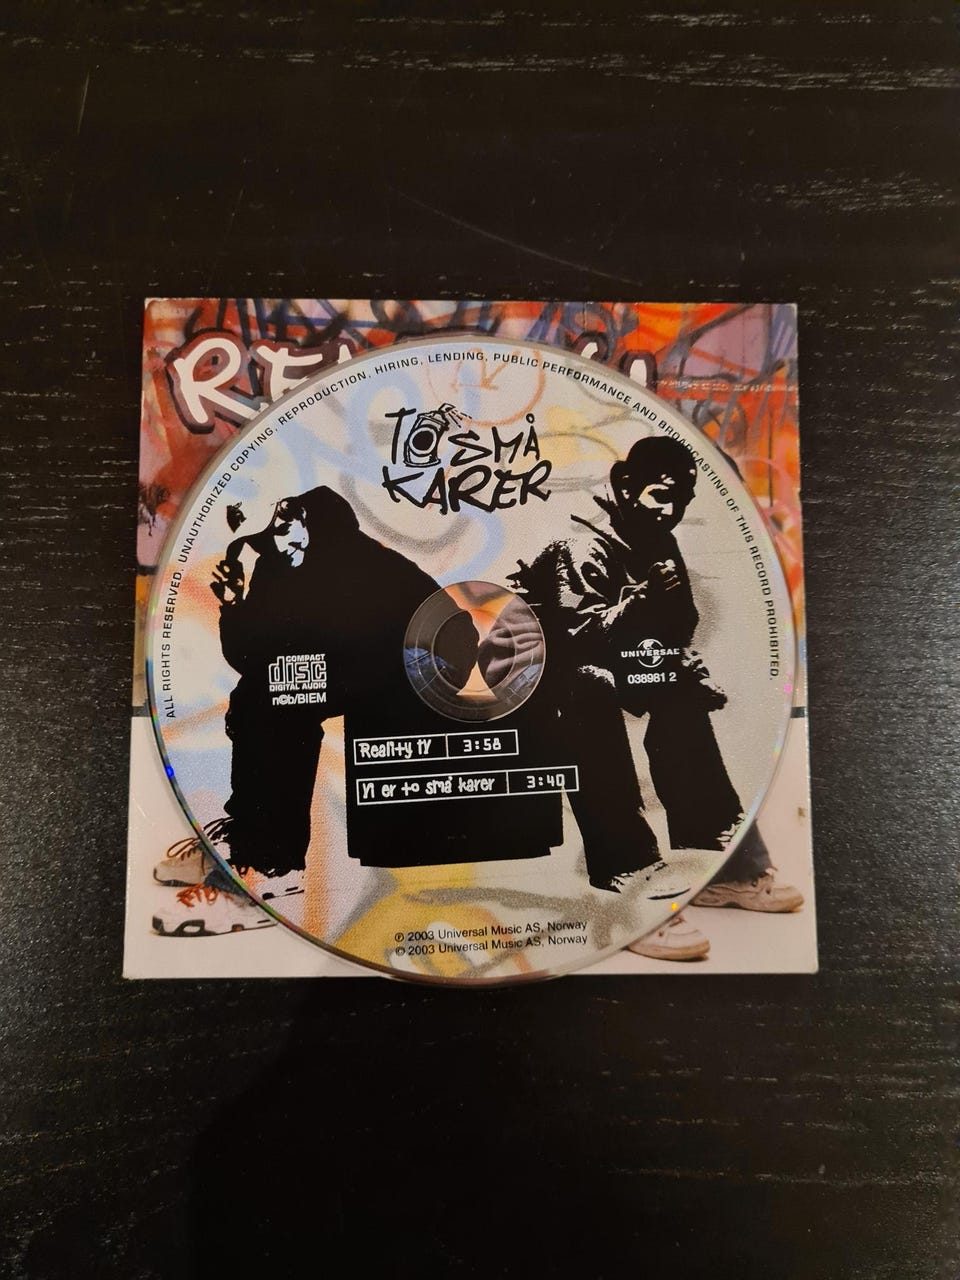 ALL RIGHTS RESERVED. UNAUTHORIZED COPYING, REPRODUCTION, HIRING, LENDING, PUBLIC PERFORMANCE AND BROADCASTING OF THIS RECORD PROHIBITED.
TO SMÅ
KARER
COMPACT
disc
DIGITAL AUDIO
n©b/BIEM
UNIVERSAL
038981 2
Reality TV 3:58
Vi er to små karer 3:40
℗ 2003 Universal Music AS, Norway
© 2003 Universal Music AS, Norway